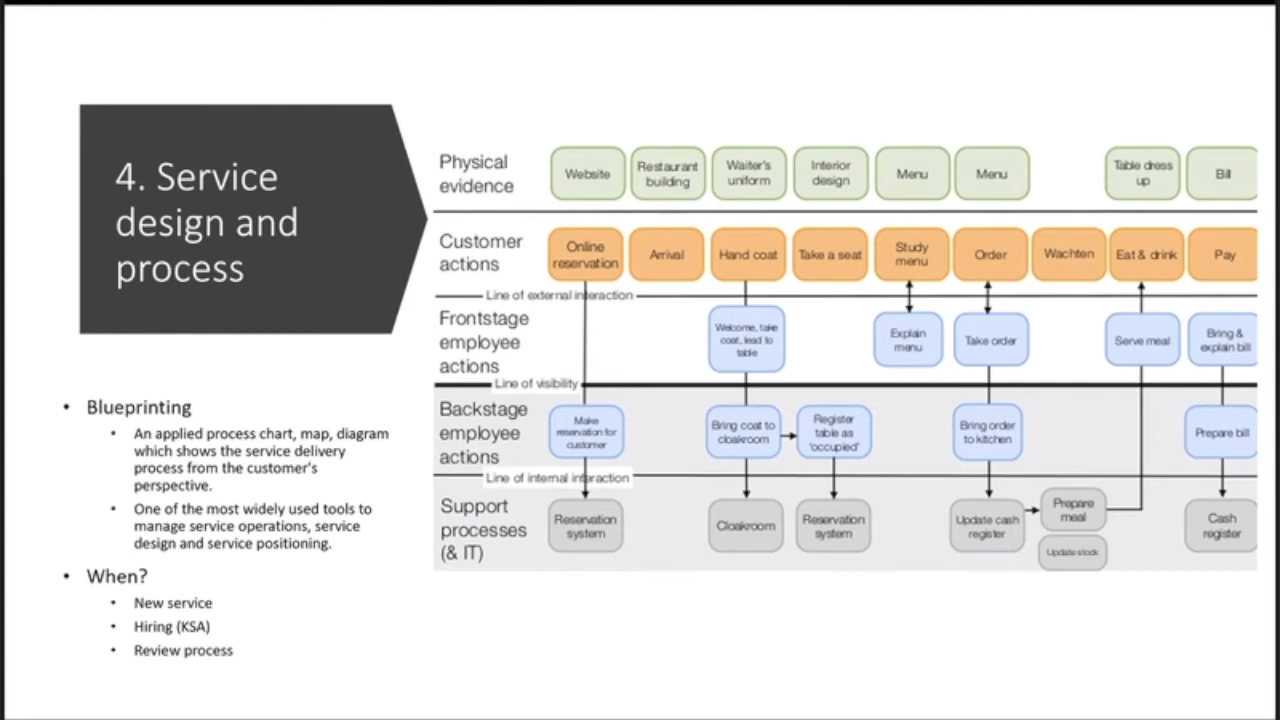 4. Service
design and
process
• Blueprinting
• An applied process chart, map, diagram
which shows the service delivery
process from the customer's
perspective.
• One of the most widely used tools to
manage service operations, service
design and service positioning.
• When?
• New service
• Hiring (KSA)
• Review process
Physical
evidence
Website
Restaurant
building
Waiter's
uniform
Interior
design
Menu
Menu
Table dress
up
Bill
Customer
actions
Online
reservation
Arrival
Hand coat
Take a seat
Study
menu
Order
Wachten
Eat & drink
Pay
Line of external interaction
Frontstage
employee
actions
Welcome, take
coat, lead to
table
Explain
menu
Take order
Serve meal
Bring &
explain bill
Line of visibility
Backstage
employee
actions
Make
reservation for
customer
Bring coat to
cloakroom
Register
table as
'occupied'
Bring order
to kitchen
Prepare bill
Line of internal interaction
Support
processes
(& IT)
Reservation
system
Cloakroom
Reservation
system
Update cash
register
Prepare
meal
Update stock
Cash
register